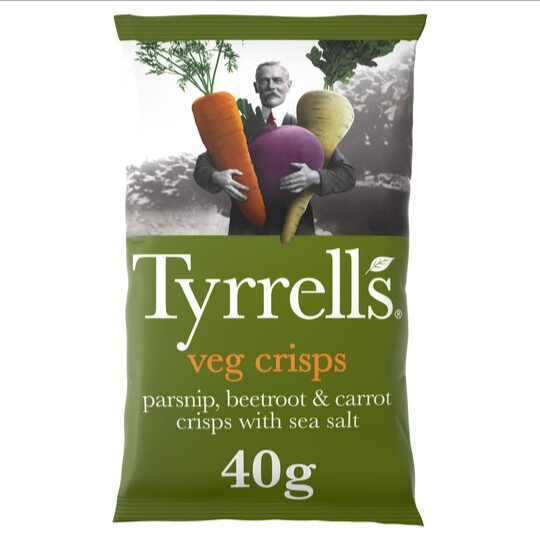 Tyrrells®
veg crisps
parsnip, beetroot & carrot
crisps with sea salt
40g